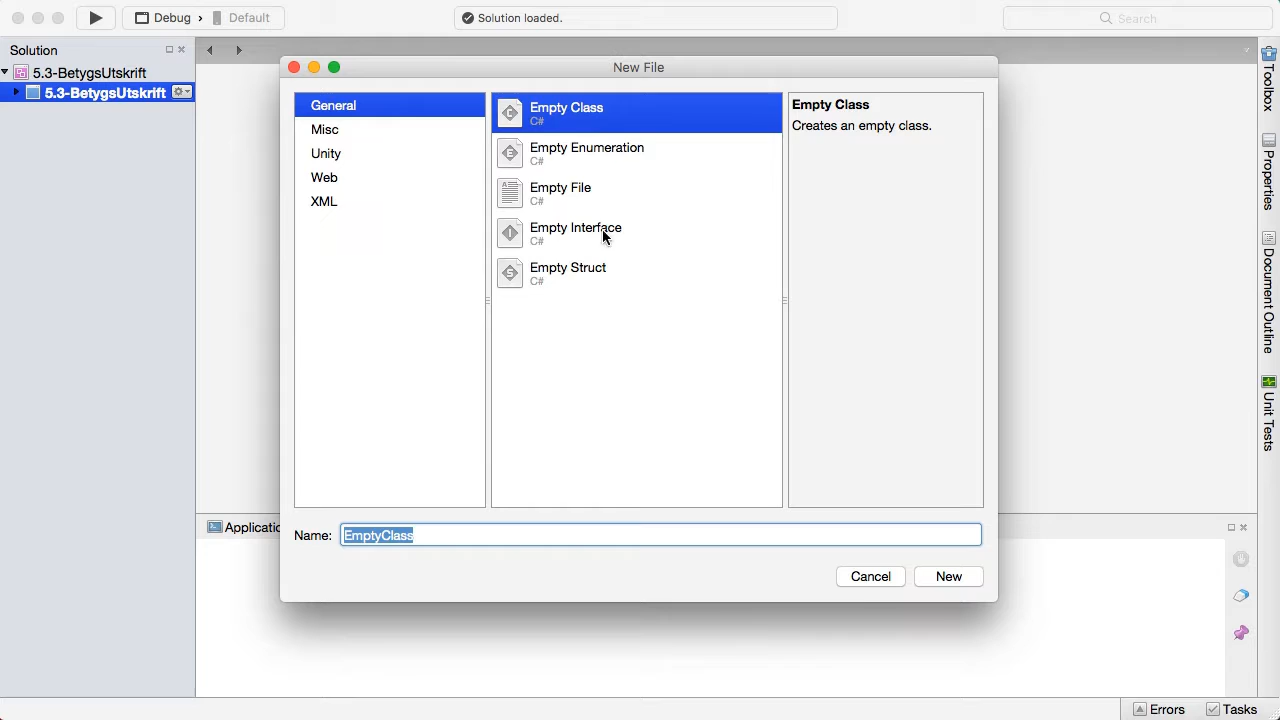 Debug › Default
Solution loaded.
Search
Solution
5.3-BetygsUtskrift
5.3-BetygsUtskrift
New File
General
Misc
Unity
Web
XML
Empty Class
C#
Empty Enumeration
C#
Empty File
C#
Empty Interface
C#
Empty Struct
C#
Empty Class
Creates an empty class.
Name: EmptyClass
Cancel
New
Applicatio
Toolbox
Properties
Document Outline
Unit Tests
Errors
Tasks